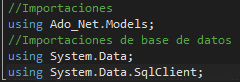 //Importaciones
using Ado_Net.Models;
//Importaciones de base de datos
using System.Data;
using System.Data.SqlClient;